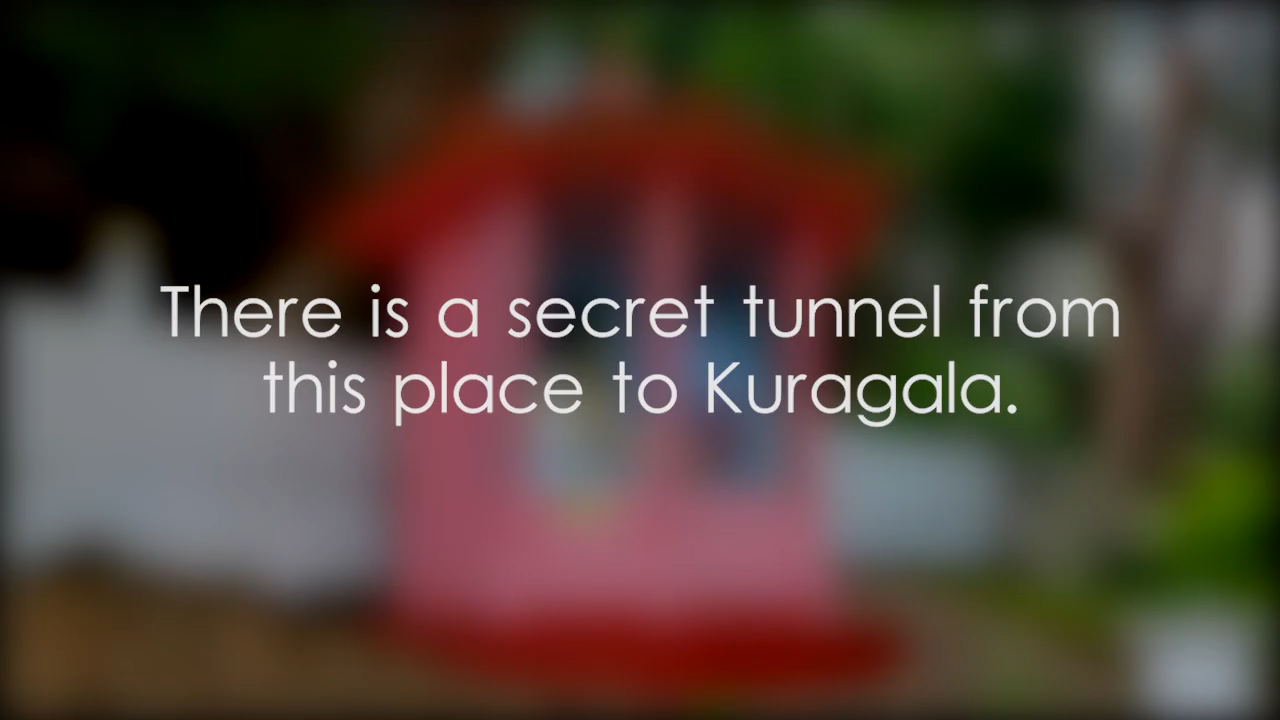 There is a secret tunnel from
this place to Kuragala.